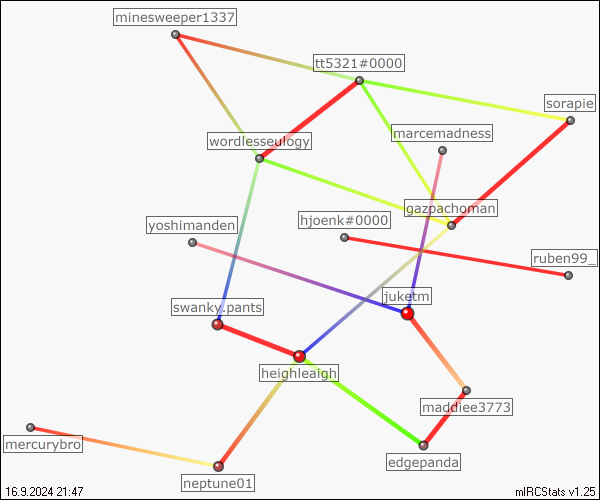 minesweeper1337
tt5321#0000
sorapie
marcemadness
wordlesseulogy
gazpachoman
yoshimanden
hjoenk#0000
ruben99_
juketm
swanky.pants
heighleaigh
maddiee3773
mercurybro
edgepanda
neptune01
16.9.2024 21:47
mIRCStats v1.25